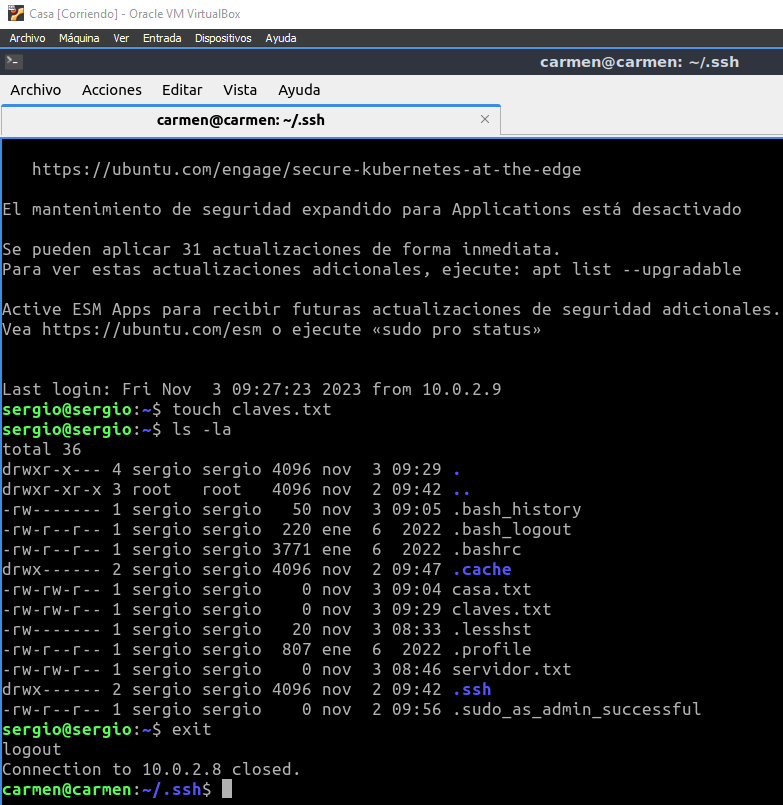 Casa [Corriendo] - Oracle VM VirtualBox
Archivo Máquina Ver Entrada Dispositivos Ayuda
carmen@carmen: ~/.ssh
Archivo Acciones Editar Vista Ayuda
carmen@carmen: ~/.ssh ×
https://ubuntu.com/engage/secure-kubernetes-at-the-edge
El mantenimiento de seguridad expandido para Applications está desactivado
Se pueden aplicar 31 actualizaciones de forma inmediata.
Para ver estas actualizaciones adicionales, ejecute: apt list --upgradable
Active ESM Apps para recibir futuras actualizaciones de seguridad adicionales.
Vea https://ubuntu.com/esm o ejecute «sudo pro status»
Last login: Fri Nov  3 09:27:23 2023 from 10.0.2.9
sergio@sergio:~$ touch claves.txt
sergio@sergio:~$ ls -la
total 36
drwxr-x--- 4 sergio sergio 4096 nov  3 09:29 .
drwxr-xr-x 3 root   root   4096 nov  2 09:42 ..
-rw------- 1 sergio sergio   50 nov  3 09:05 .bash_history
-rw-r--r-- 1 sergio sergio  220 ene  6  2022 .bash_logout
-rw-r--r-- 1 sergio sergio 3771 ene  6  2022 .bashrc
drwx------ 2 sergio sergio 4096 nov  2 09:47 .cache
-rw-rw-r-- 1 sergio sergio    0 nov  3 09:04 casa.txt
-rw-rw-r-- 1 sergio sergio    0 nov  3 09:29 claves.txt
-rw------- 1 sergio sergio   20 nov  3 08:33 .lesshst
-rw-r--r-- 1 sergio sergio  807 ene  6  2022 .profile
-rw-rw-r-- 1 sergio sergio    0 nov  3 08:46 servidor.txt
drwx------ 2 sergio sergio 4096 nov  2 09:42 .ssh
-rw-r--r-- 1 sergio sergio    0 nov  2 09:56 .sudo_as_admin_successful
sergio@sergio:~$ exit
logout
Connection to 10.0.2.8 closed.
carmen@carmen:~/.ssh$